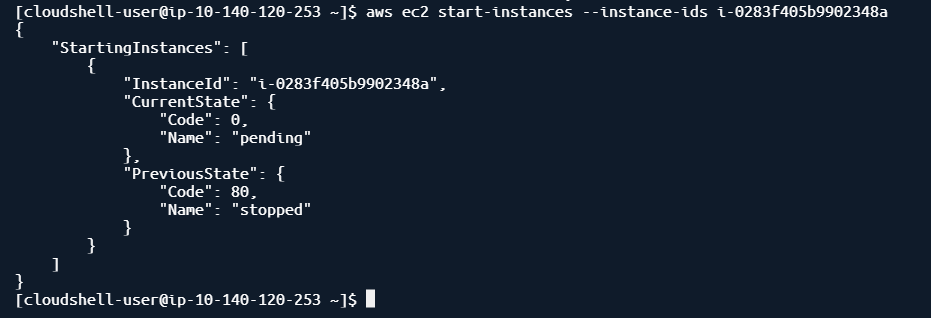 [cloudshell-user@ip-10-140-120-253 ~]$ aws ec2 start-instances --instance-ids i-0283f405b9902348a
{
    "StartingInstances": [
        {
            "InstanceId": "i-0283f405b9902348a",
            "CurrentState": {
                "Code": 0,
                "Name": "pending"
            },
            "PreviousState": {
                "Code": 80,
                "Name": "stopped"
            }
        }
    ]
}
[cloudshell-user@ip-10-140-120-253 ~]$